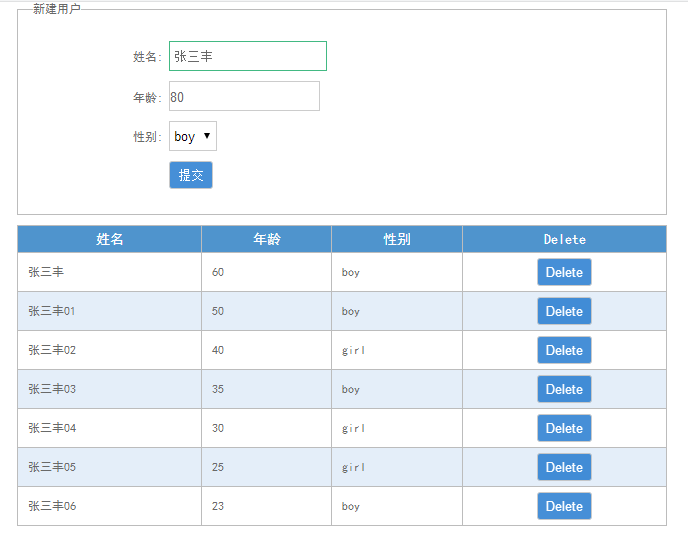 新建用户
姓名: 张三丰
年龄: 80
性别: boy
提交
姓名 年龄 性别 Delete
张三丰 60 boy Delete
张三丰01 50 boy Delete
张三丰02 40 girl Delete
张三丰03 35 boy Delete
张三丰04 30 girl Delete
张三丰05 25 girl Delete
张三丰06 23 boy Delete